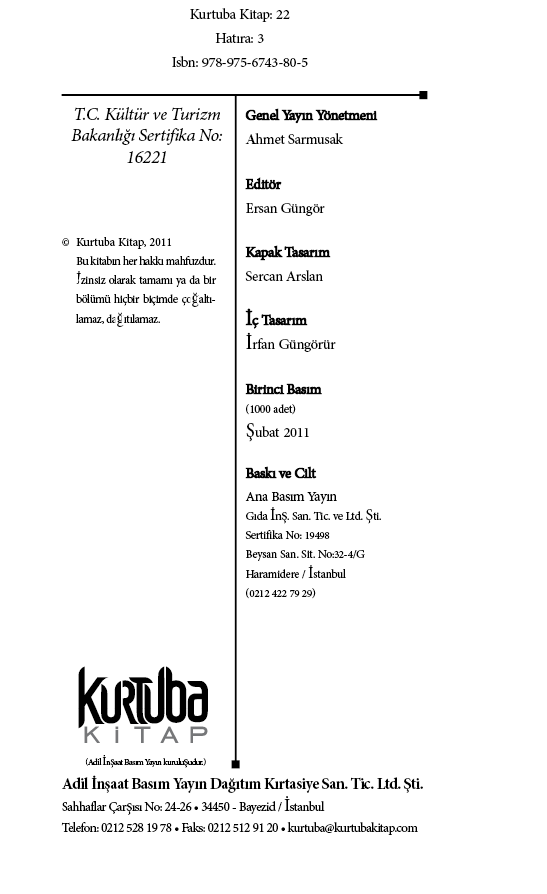 Kurtuba Kitap: 22
Hatıra: 3
Isbn: 978-975-6743-80-5
T.C. Kültür ve Turizm
Bakanlığı Sertifika No:
16221
© Kurtuba Kitap, 2011
Bu kitabın her hakkı mahfuzdur.
İzinsiz olarak tamamı ya da bir
bölümü hiçbir biçimde çoğaltı-
lamaz, dağıtılamaz.
Genel Yayın Yönetmeni
Ahmet Sarmusak
Editör
Ersan Güngör
Kapak Tasarım
Sercan Arslan
İç Tasarım
İrfan Güngörür
Birinci Basım
(1000 adet)
Şubat 2011
Baskı ve Cilt
Ana Basım Yayın
Gıda İnş. San. Tic. ve Ltd. Şti.
Sertifika No: 19498
Beysan San. Sit. No:32-4/G
Haramidere / İstanbul
(0212 422 79 29)
KURTUba
KİTAP
(Adil İnşaat Basım Yayın kuruluşudur.)
Adil İnşaat Basım Yayın Dağıtım Kırtasiye San. Tic. Ltd. Şti.
Sahhaflar Çarşısı No: 24-26 • 34450 - Bayezid / İstanbul
Telefon: 0212 528 19 78 • Faks: 0212 512 91 20 • kurtuba@kurtubakitap.com